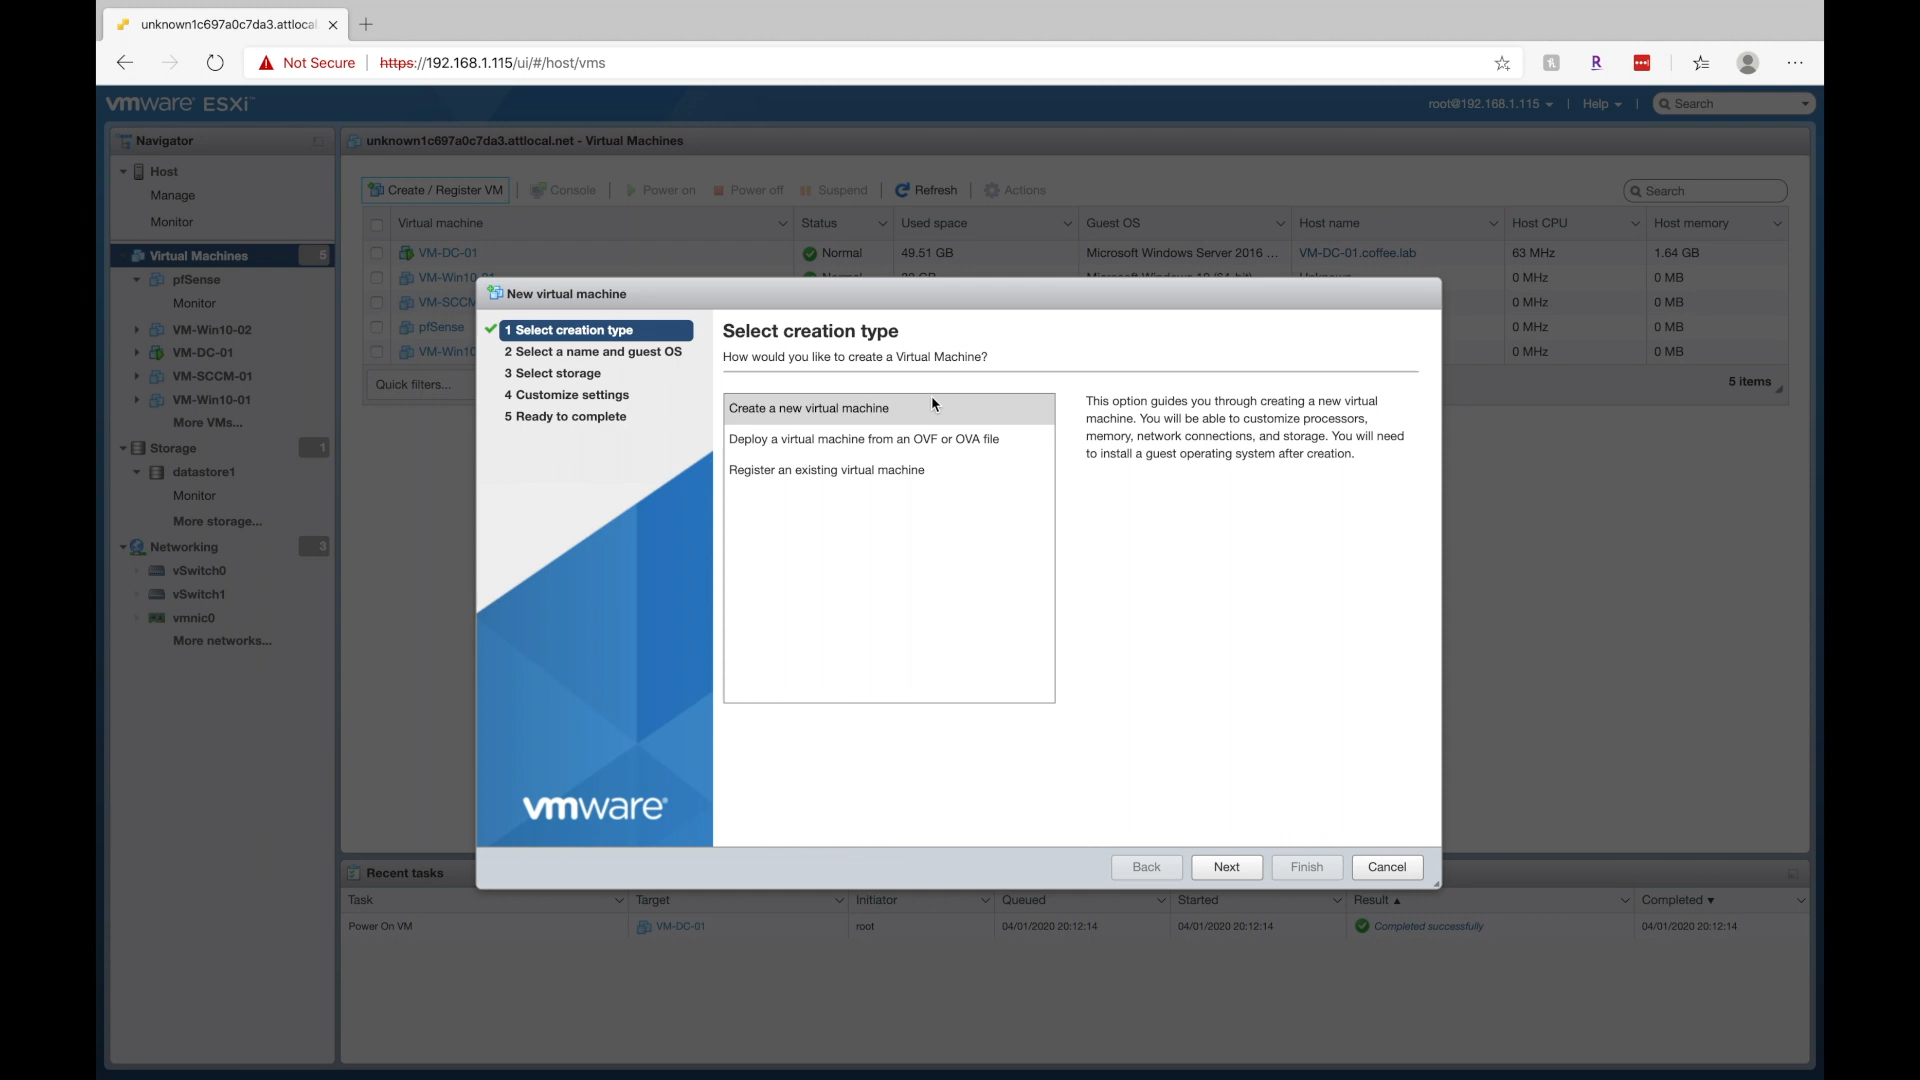 unknown1c697a0c7da3.attlocal
Not Secure https://192.168.1.115/ui/#/host/vms
R
vmware ESXi™
root@192.168.1.115 | Help | Search
Navigator
Host
Manage
Monitor
Virtual Machines 5
pfSense
Monitor
VM-Win10-02
VM-DC-01
VM-SCCM-01
VM-Win10-01
More VMs...
Storage 1
datastore1
Monitor
More storage...
Networking 3
vSwitch0
vSwitch1
vmnic0
More networks...
unknown1c697a0c7da3.attlocal.net - Virtual Machines
Create / Register VM | Console | Power on Power off Suspend | Refresh | Actions Search
Virtual machine Status Used space Guest OS Host name Host CPU Host memory
VM-DC-01 Normal 49.51 GB Microsoft Windows Server 2016 ... VM-DC-01.coffee.lab 63 MHz 1.64 GB
VM-Win10-01 Normal 0 MHz 0 MB
VM-SCCM 0 MHz 0 MB
pfSense 0 MHz 0 MB
VM-Win10 0 MHz 0 MB
Quick filters... 5 items
New virtual machine
1 Select creation type
2 Select a name and guest OS
3 Select storage
4 Customize settings
5 Ready to complete
vmware®
Select creation type
How would you like to create a Virtual Machine?
Create a new virtual machine
Deploy a virtual machine from an OVF or OVA file
Register an existing virtual machine
This option guides you through creating a new virtual
machine. You will be able to customize processors,
memory, network connections, and storage. You will need
to install a guest operating system after creation.
Back Next Finish Cancel
Recent tasks
Task Target Initiator Queued Started Result Completed
Power On VM VM-DC-01 root 04/01/2020 20:12:14 04/01/2020 20:12:14 Completed successfully 04/01/2020 20:12:14